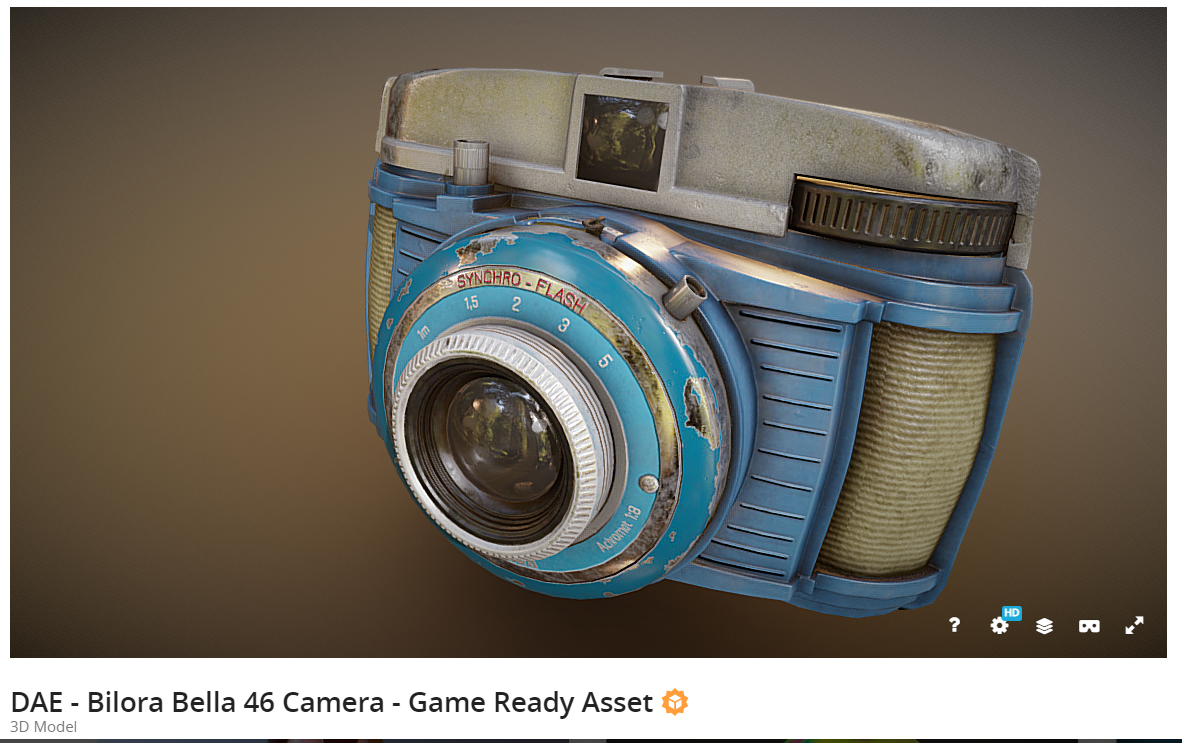 SYNCHRO - FLASH
1m 1,5 2 3 5
Achromat 1:8
?
HD
DAE - Bilora Bella 46 Camera - Game Ready Asset
3D Model